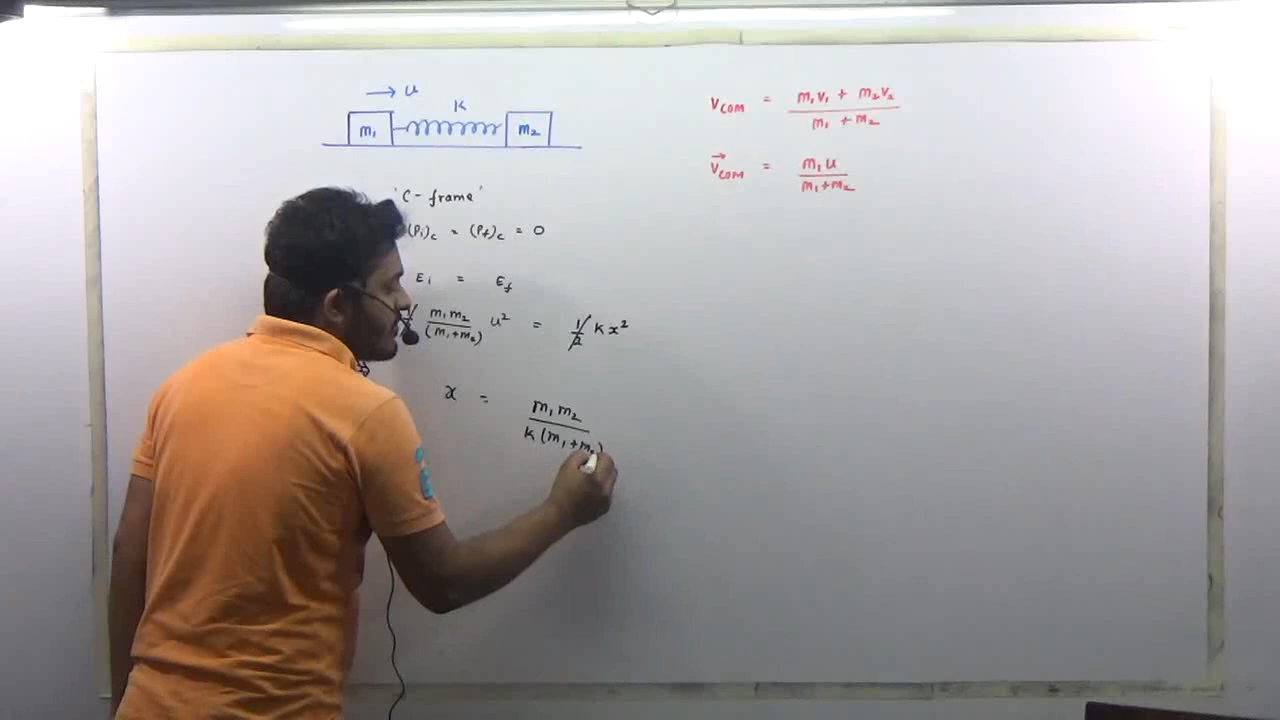 → u
k
m₁ m₂
'C - frame'
(Pi)c = (Pf)c = 0
Ei = Ef
1/2 m₁m₂/(m₁+m₂) u² = 1/2 k x²
x = m₁m₂/k(m₁+m₂)
VCOM = m₁v₁ + m₂v₂/m₁ + m₂
V⃗COM = m₁u/m₁+m₂